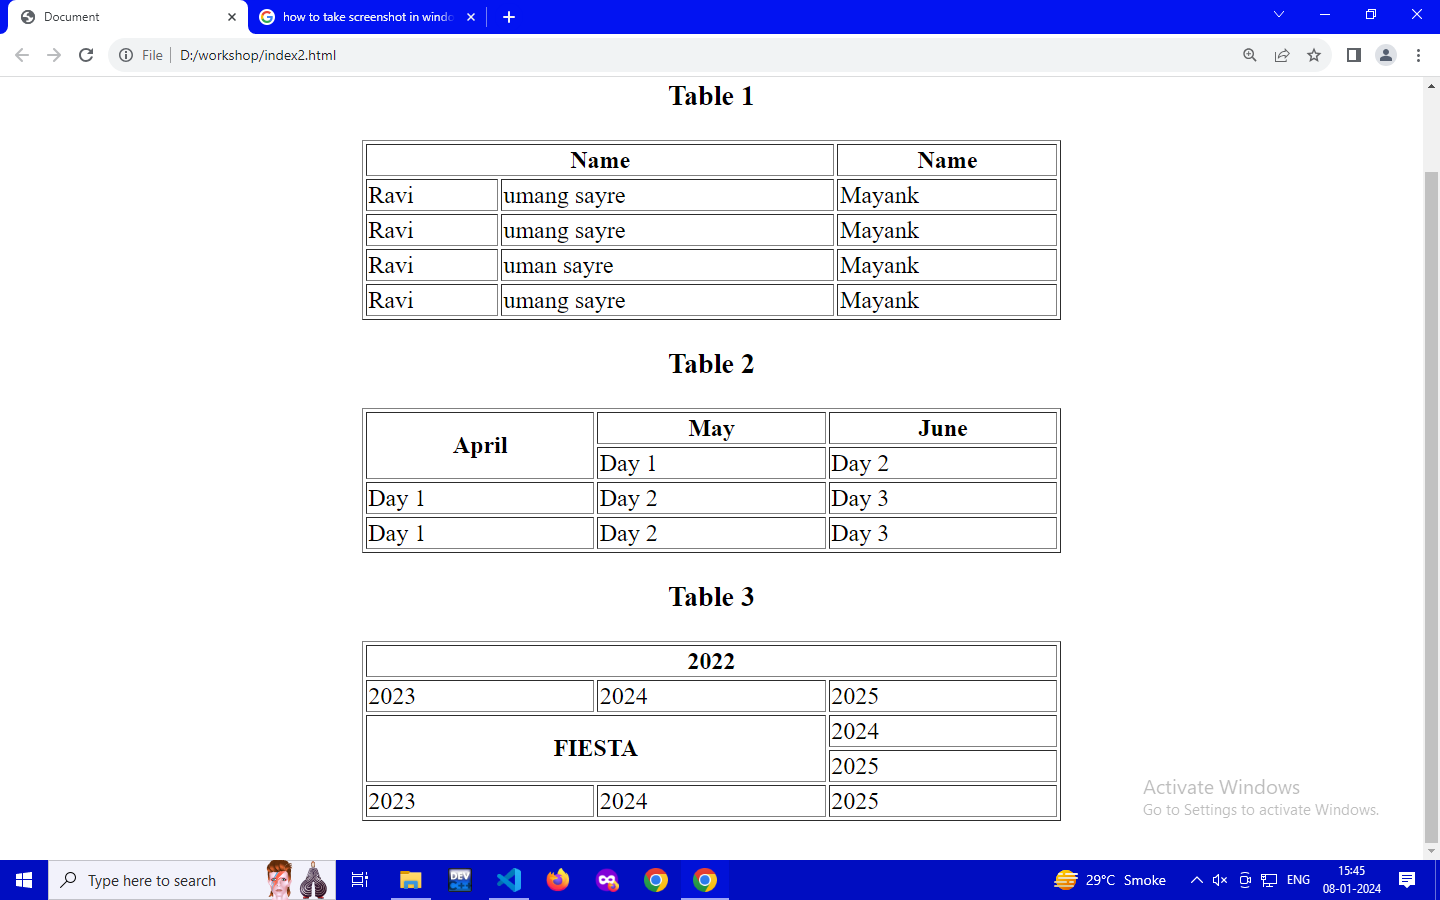 Document
how to take screenshot in windo
File
D:/workshop/index2.html
Table 1
Name Name
Ravi umang sayre Mayank
Ravi umang sayre Mayank
Ravi uman sayre Mayank
Ravi umang sayre Mayank
Table 2
April May June
Day 1 Day 2
Day 1 Day 2 Day 3
Day 1 Day 2 Day 3
Table 3
2022
2023 2024 2025
FIESTA 2024
2025
2023 2024 2025
Activate Windows
Go to Settings to activate Windows.
Type here to search
DEV
29°C Smoke
ENG
15:45
08-01-2024